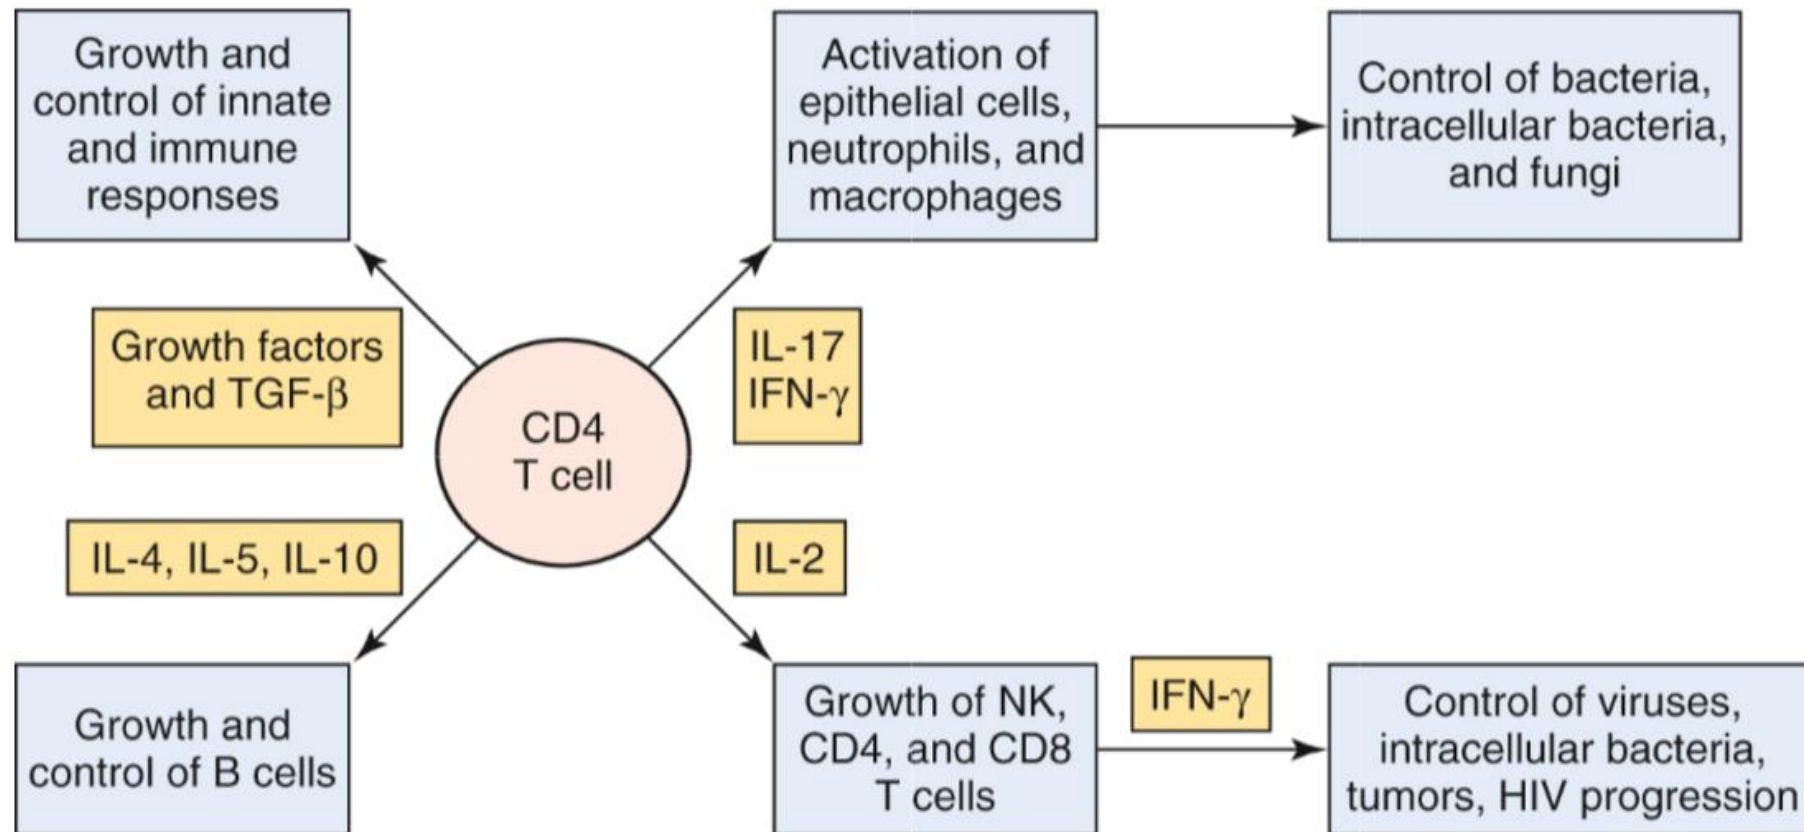 Growth and
control of innate
and immune
responses
Activation of
epithelial cells,
neutrophils, and
macrophages
Control of bacteria,
intracellular bacteria,
and fungi
Growth factors
and TGF-β
IL-17
IFN-γ
CD4
T cell
IL-4, IL-5, IL-10
IL-2
Growth and
control of B cells
Growth of NK,
CD4, and CD8
T cells
IFN-γ
Control of viruses,
intracellular bacteria,
tumors, HIV progression